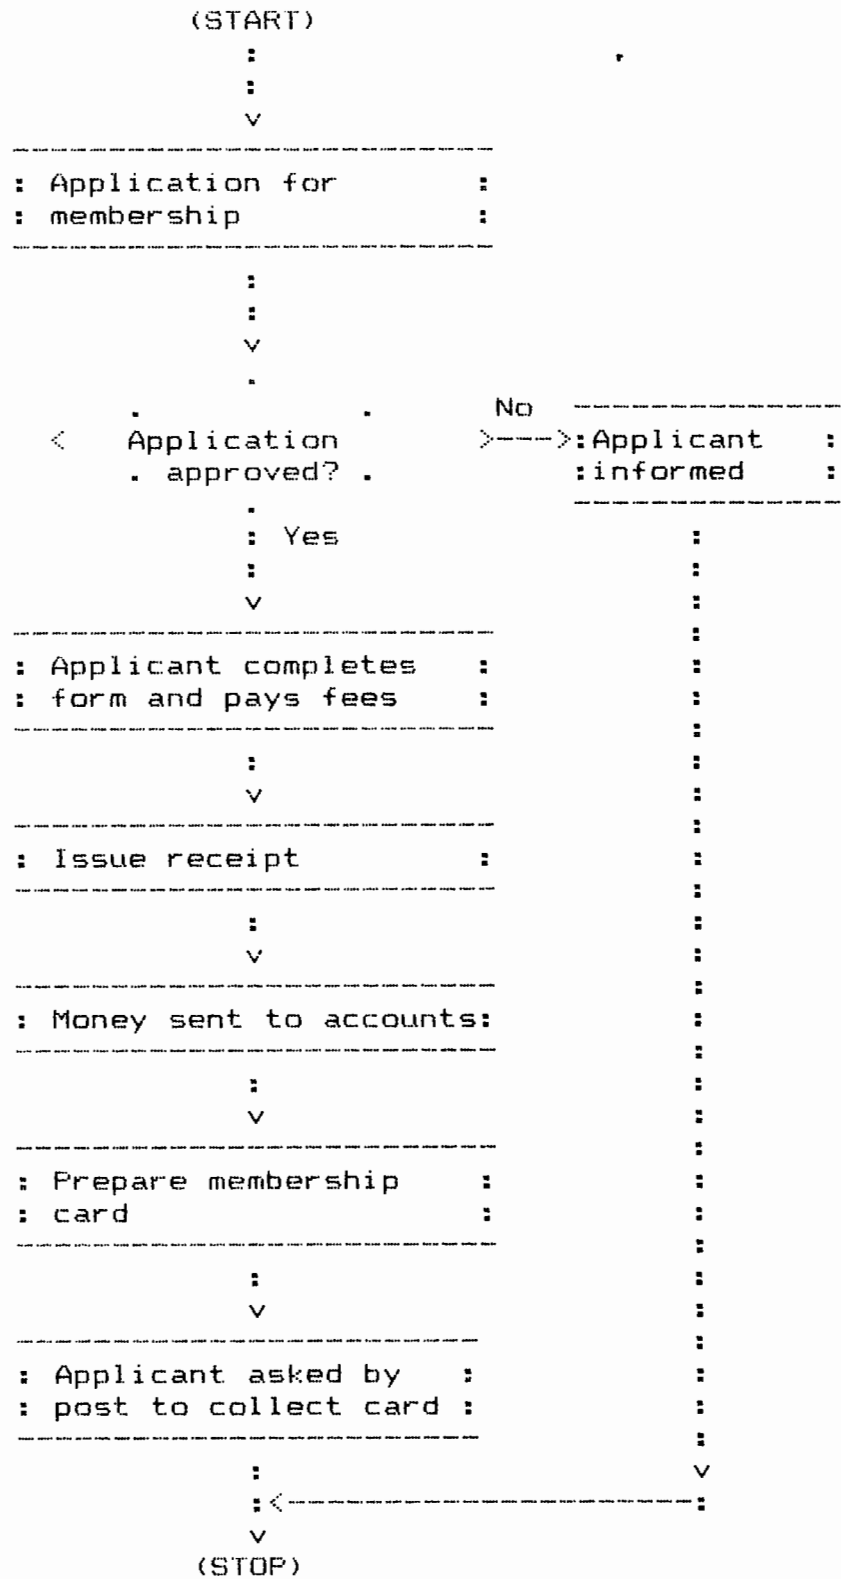 (START)
Application for
membership
Application
approved?
No
Applicant
informed
Yes
Applicant completes
form and pays fees
Issue receipt
Money sent to accounts
Prepare membership
card
Applicant asked by
post to collect card
(STOP)